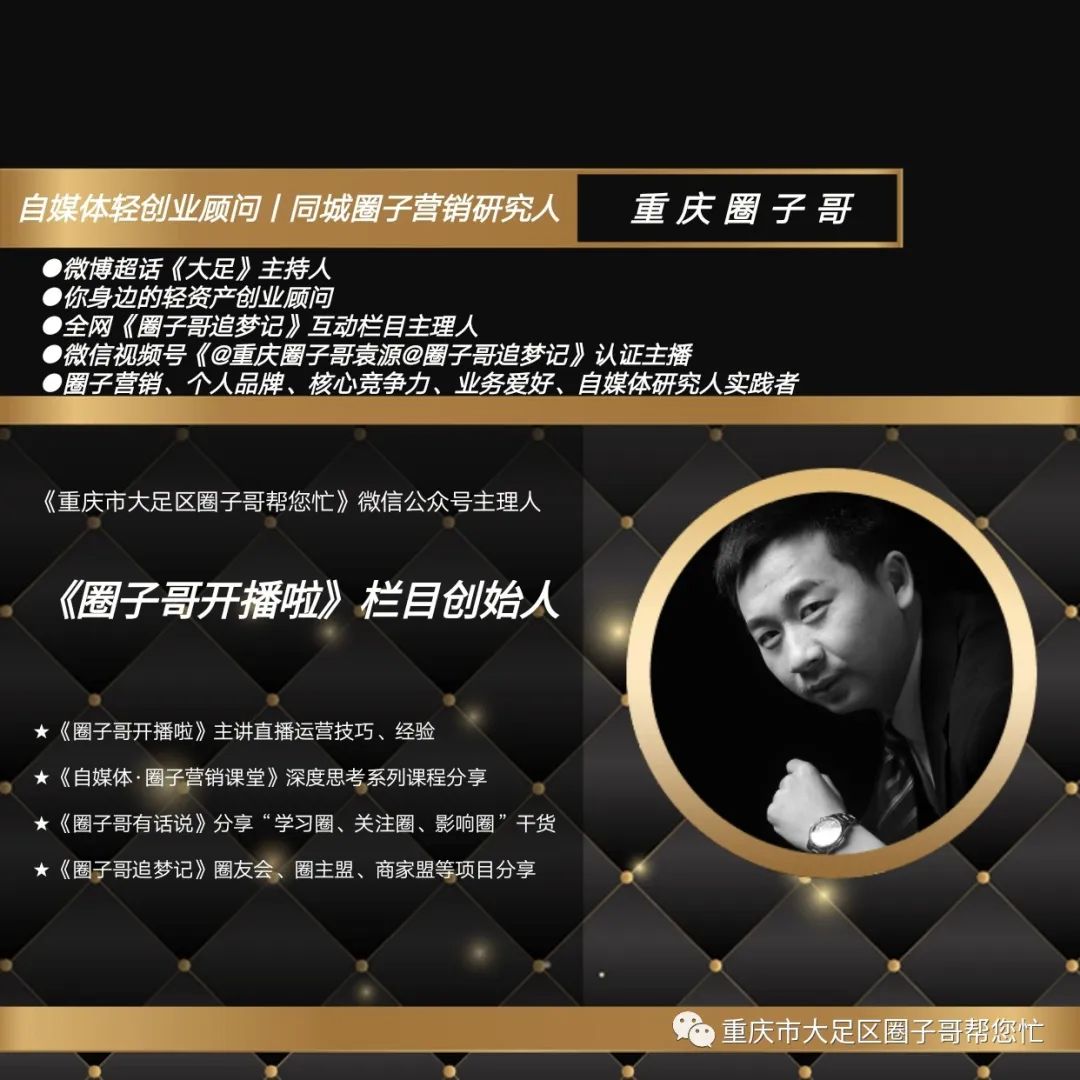 自媒体轻创业顾问丨同城圈子营销研究人
重庆圈子哥
●微博超话《大足》主持人
●你身边的轻资产创业顾问
●全网《圈子哥追梦记》互动栏目主理人
●微信视频号《@重庆圈子哥袁源@圈子哥追梦记》认证主播
●圈子营销、个人品牌、核心竞争力、业务爱好、自媒体研究人实践者
《重庆市大足区圈子哥帮您忙》微信公众号主理人
《圈子哥开播啦》栏目创始人
★《圈子哥开播啦》主讲直播运营技巧、经验
★《自媒体·圈子营销课堂》深度思考系列课程分享
★《圈子哥有话说》分享“学习圈、关注圈、影响圈”干货
★《圈子哥追梦记》圈友会、圈主盟、商家盟等项目分享
重庆市大足区圈子哥帮您忙